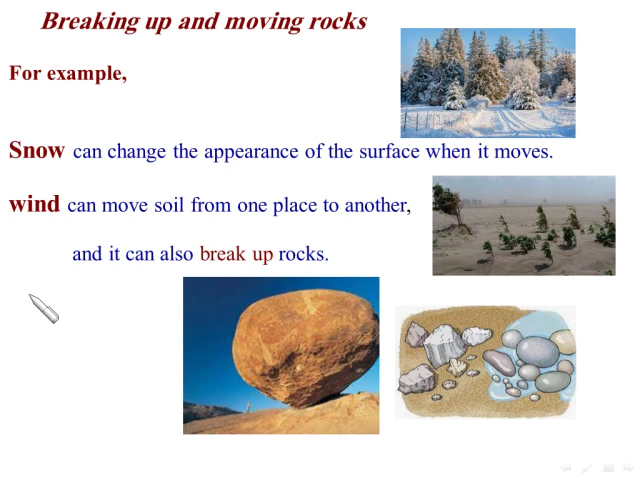 Breaking up and moving rocks
For example,
Snow can change the appearance of the surface when it moves.
wind can move soil from one place to another,
and it can also break up rocks.